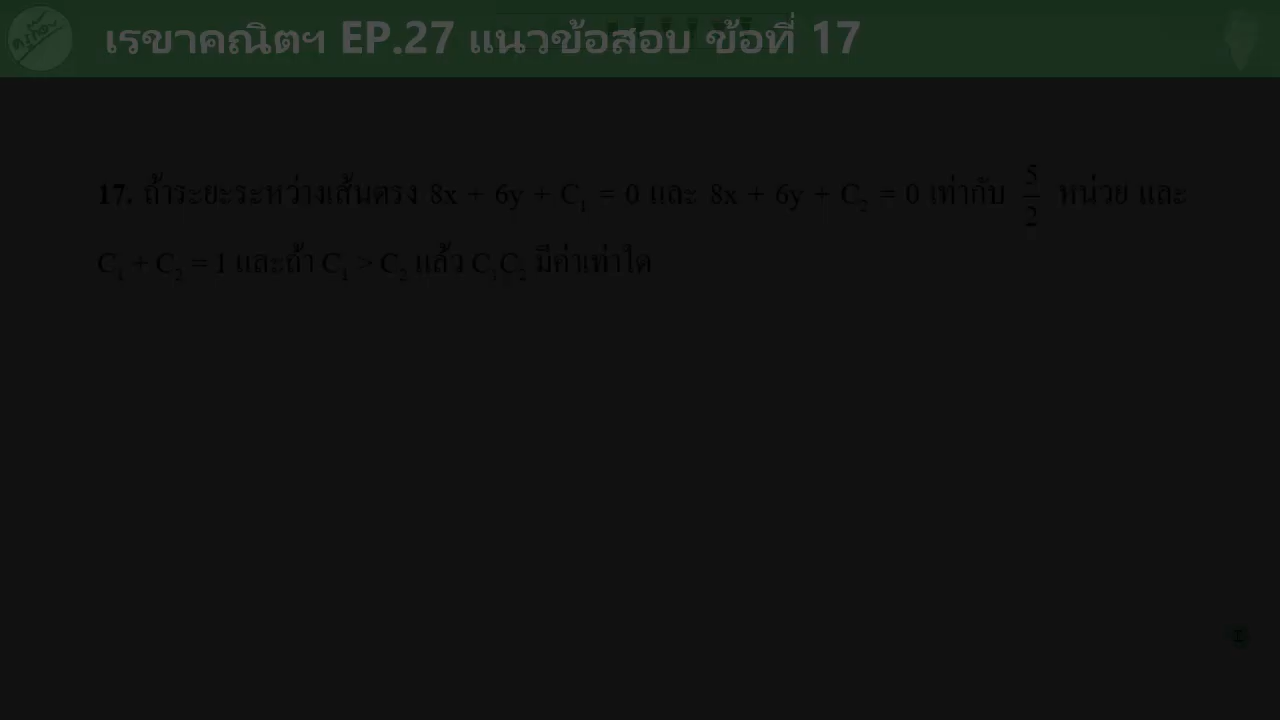 เรขาคณิตฯ EP.27 แนวข้อสอบ ข้อที่ 17
17. ถ้าระยะระหว่างเส้นตรง 8x + 6y + C₁ = 0 และ 8x + 6y + C₂ = 0 เท่ากับ 5/2 หน่วย และ
C₁ + C₂ = 1 และถ้า C₁ > C₂ แล้ว C₁C₂ มีค่าเท่าใด